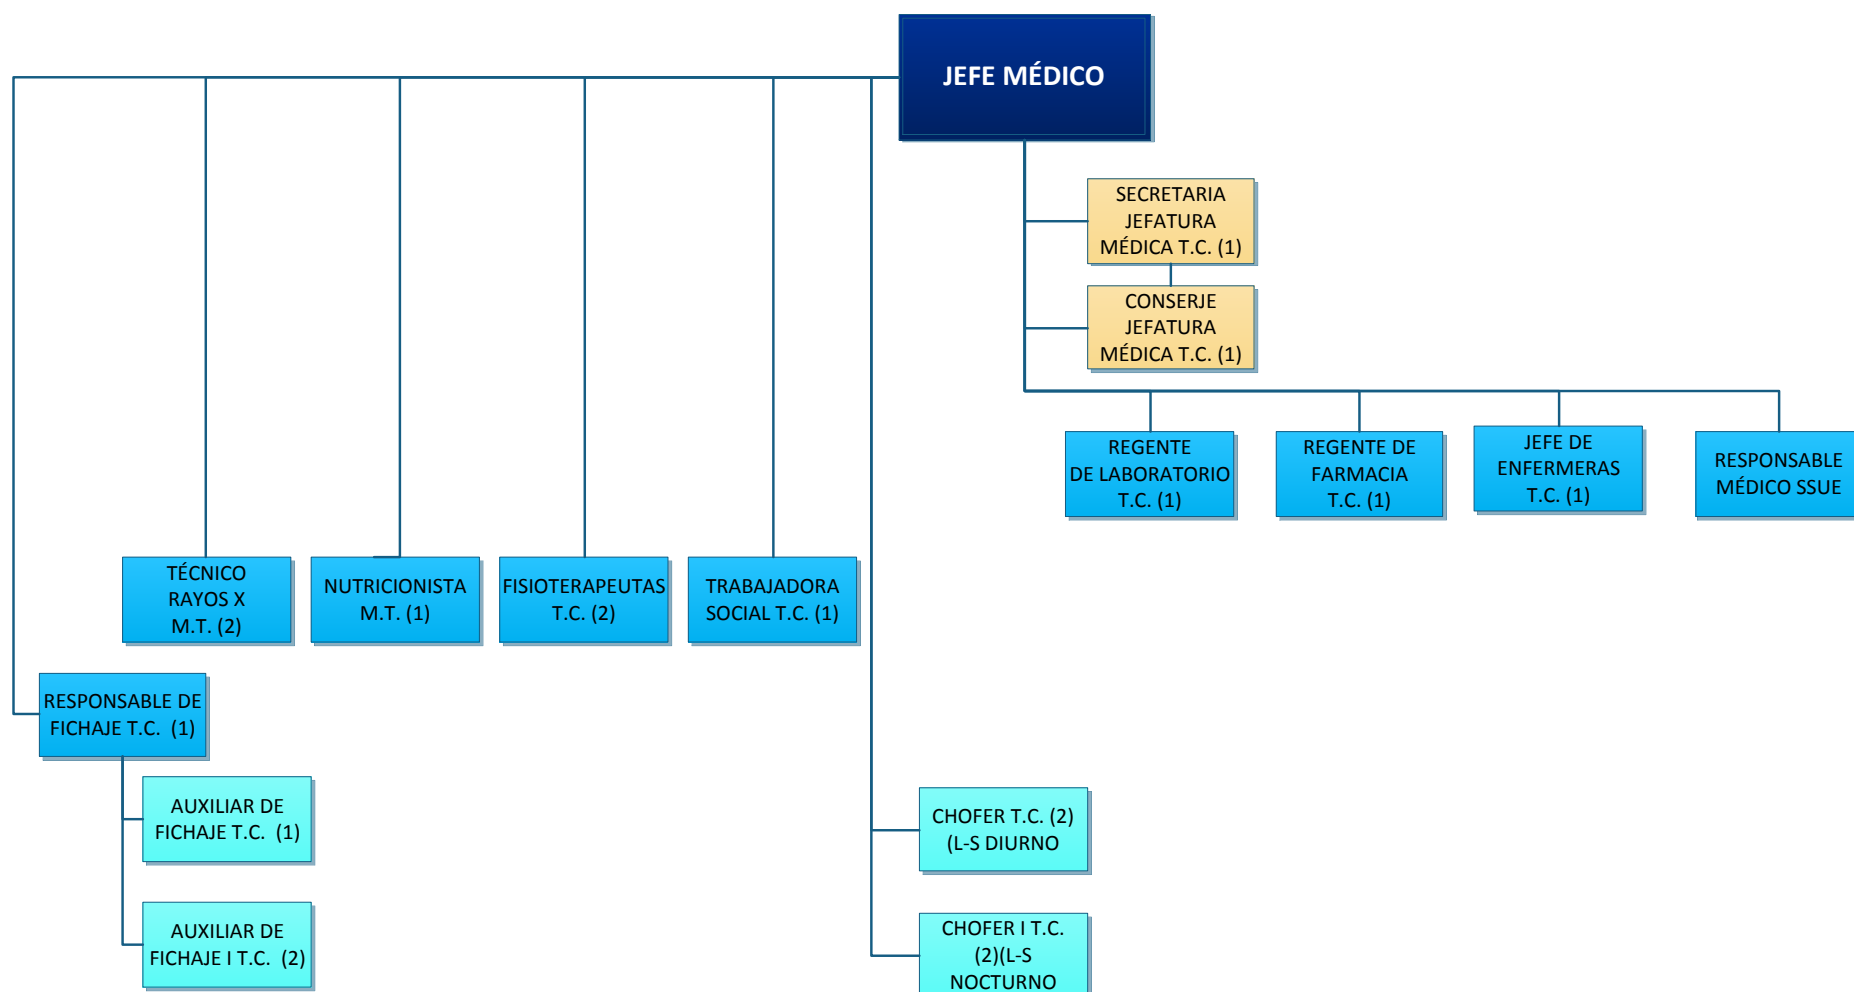 JEFE MÉDICO
SECRETARIA
JEFATURA
MÉDICA T.C. (1)
CONSERJE
JEFATURA
MÉDICA T.C. (1)
REGENTE
DE LABORATORIO
T.C. (1)
REGENTE DE
FARMACIA
T.C. (1)
JEFE DE
ENFERMERAS
T.C. (1)
RESPONSABLE
MÉDICO SSUE
TÉCNICO
RAYOS X
M.T. (2)
NUTRICIONISTA
M.T. (1)
FISIOTERAPEUTAS
T.C. (2)
TRABAJADORA
SOCIAL T.C. (1)
RESPONSABLE DE
FICHAJE T.C. (1)
AUXILIAR DE
FICHAJE T.C. (1)
CHOFER T.C. (2)
(L-S DIURNO
AUXILIAR DE
FICHAJE I T.C. (2)
CHOFER I T.C.
(2)(L-S
NOCTURNO